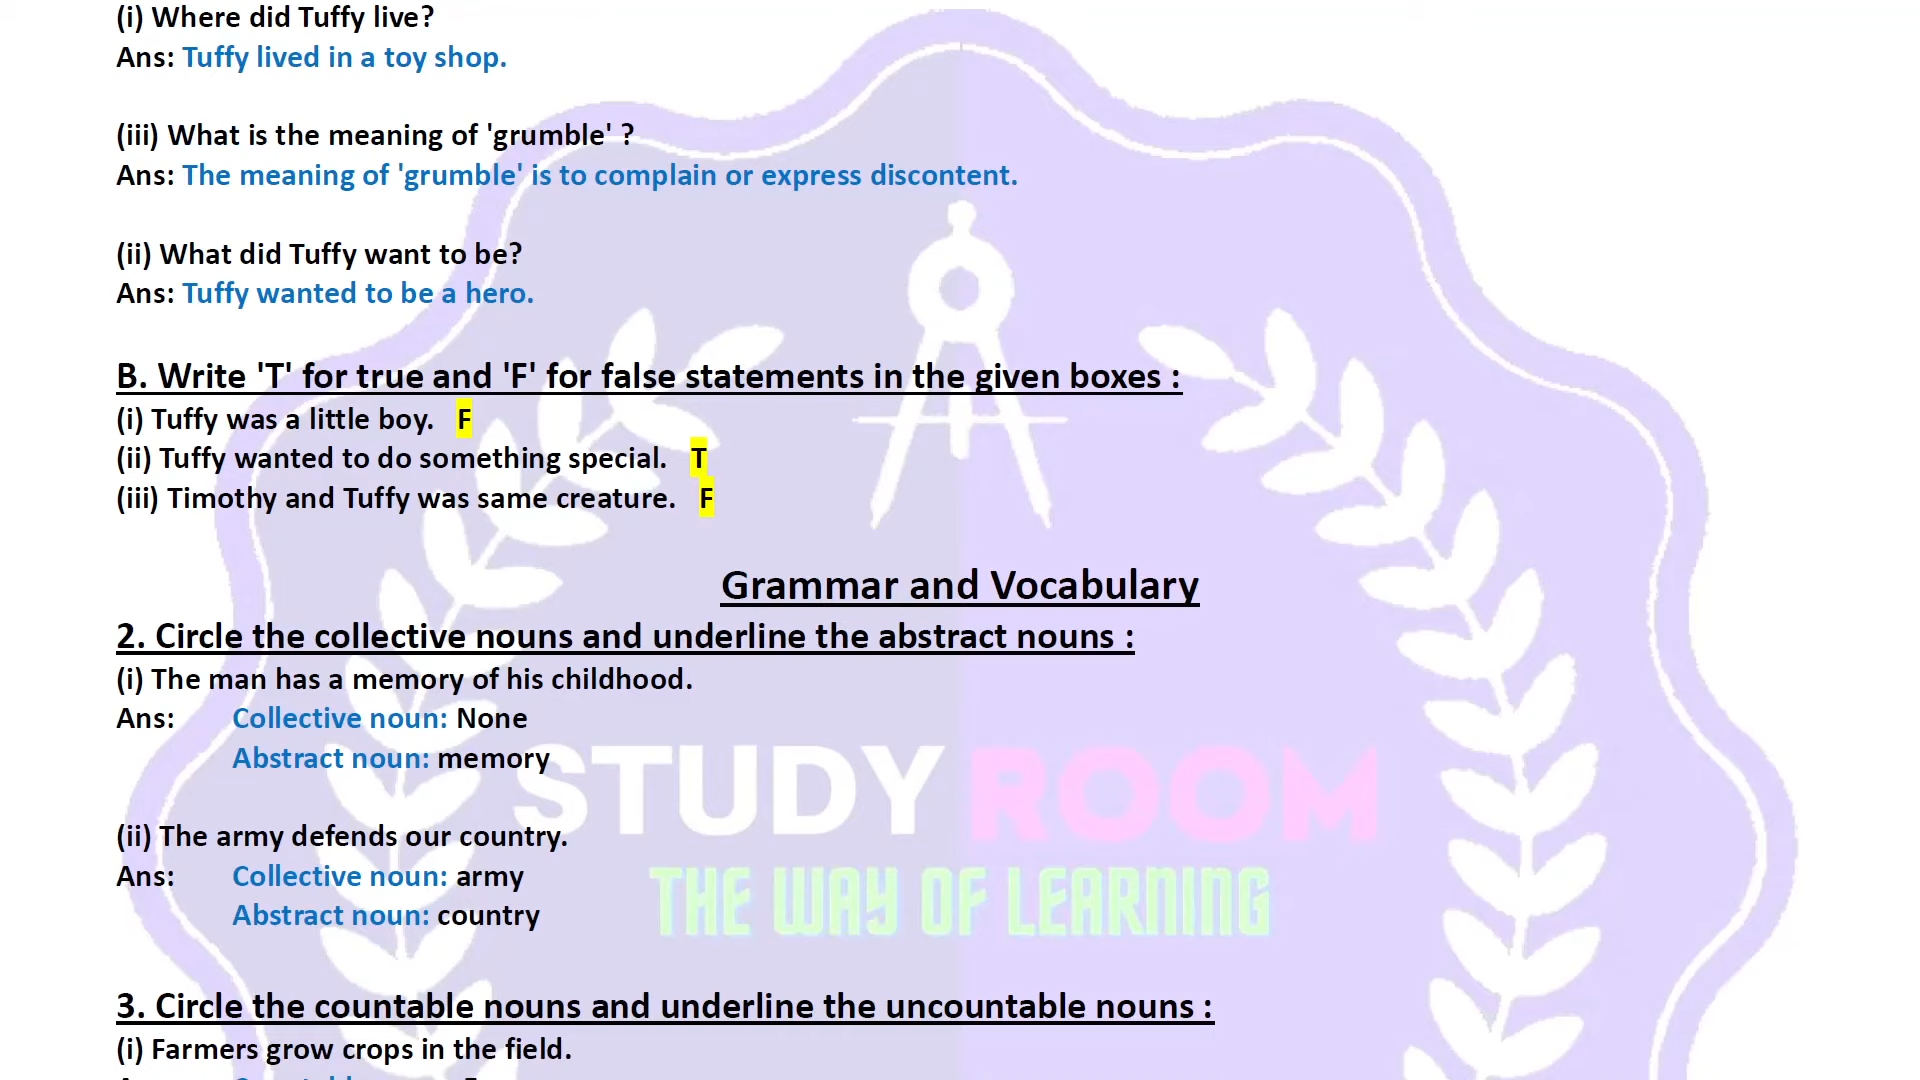 (i) Where did Tuffy live?
Ans: Tuffy lived in a toy shop.
(iii) What is the meaning of 'grumble' ?
Ans: The meaning of 'grumble' is to complain or express discontent.
(ii) What did Tuffy want to be?
Ans: Tuffy wanted to be a hero.
B. Write 'T' for true and 'F' for false statements in the given boxes :
(i) Tuffy was a little boy. F
(ii) Tuffy wanted to do something special. T
(iii) Timothy and Tuffy was same creature. F
Grammar and Vocabulary
2. Circle the collective nouns and underline the abstract nouns :
(i) The man has a memory of his childhood.
Ans: Collective noun: None
Abstract noun: memory
STUDY ROOM
(ii) The army defends our country.
Ans: Collective noun: army
THE WAY OF LEARNING
Abstract noun: country
3. Circle the countable nouns and underline the uncountable nouns :
(i) Farmers grow crops in the field.